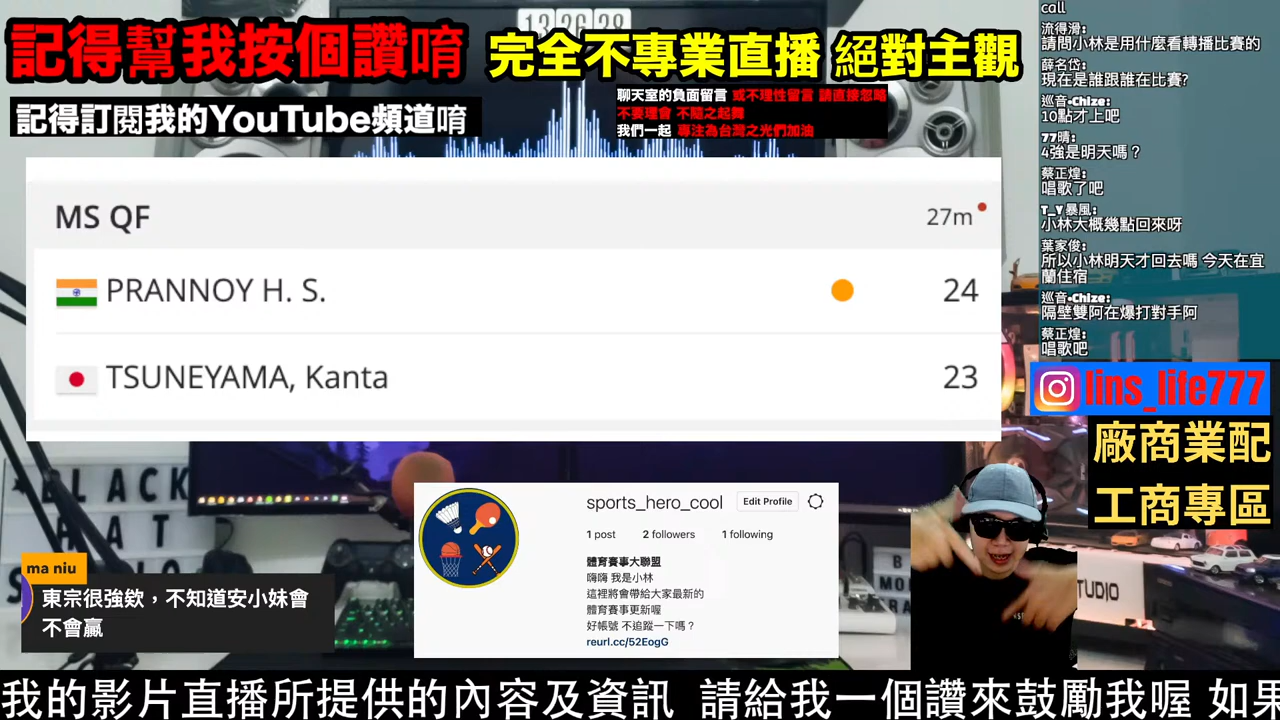 13 26 28
記得幫我按個讚唷
完全不專業直播 絕對主觀
記得訂閱我的YouTube頻道唷
聊天室的負面留言 或不理性留言 請直接忽略
不要理會 不隨之起舞
我們一起 專注為台灣之光們加油
MS QF
27m
PRANNOY H. S.
24
TSUNEYAMA, Kanta
23
call
流得滑:
請問小林是用什麼看轉播比賽的
薛名岱:
現在是誰跟誰在比賽?
巡音•Chize:
10點才上吧
77晴:
4強是明天嗎？
蔡正煌:
唱歌了吧
T_Y暴風:
小林大概幾點回來呀
葉家俊:
所以小林明天才回去嗎 今天在宜
蘭住宿
巡音•Chize:
隔壁雙阿在爆打對手阿
蔡正煌:
唱歌吧
lins_life777
廠商業配
工商專區
BLACK
HAT
sports_hero_cool
Edit Profile
1 post
2 followers
1 following
體育賽事大聯盟
嗨嗨 我是小林
這裡將會帶給大家最新的
體育賽事更新喔
好帳號 不追蹤一下嗎？
reurl.cc/52EogG
ma niu
東宗很強欸，不知道安小妹會
不會贏
TUDIO
我的影片直播所提供的內容及資訊 請給我一個讚來鼓勵我喔 如果